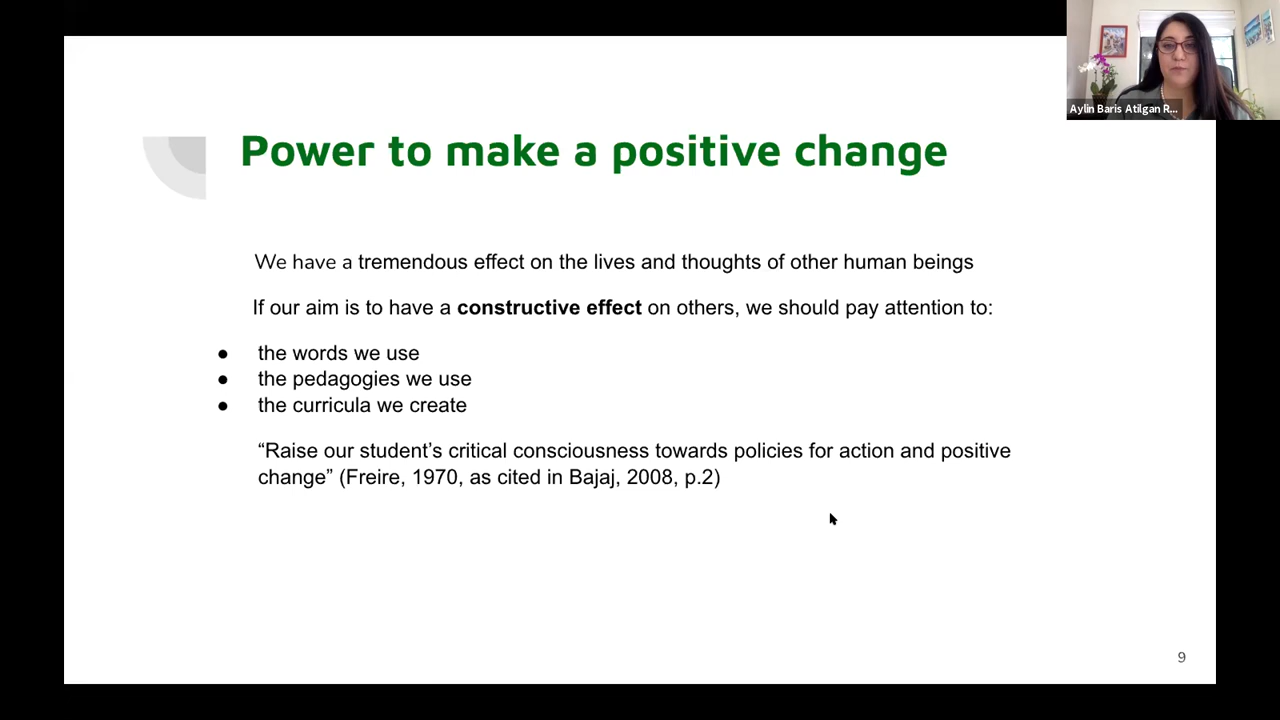 Aylin Baris Atilgan R...
Power to make a positive change
We have a tremendous effect on the lives and thoughts of other human beings
If our aim is to have a constructive effect on others, we should pay attention to:
● the words we use
● the pedagogies we use
● the curricula we create
“Raise our student’s critical consciousness towards policies for action and positive
change” (Freire, 1970, as cited in Bajaj, 2008, p.2)
9